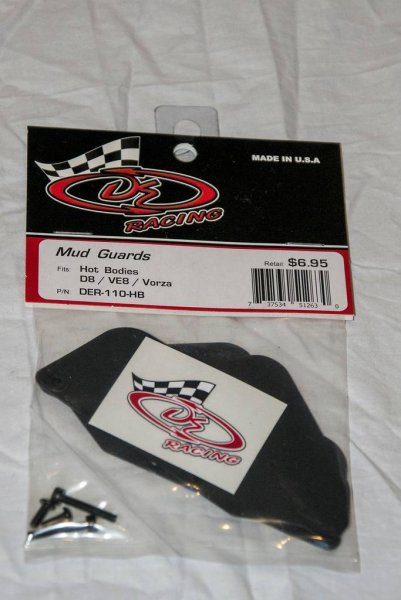 MADE IN U.S.A
DE
RACING
Mud Guards
Retail: $6.95
Fits: Hot Bodies
D8 / VE8 / Vorza
P/N: DER-110-HB
7 37534 51263 0
DE
RACING